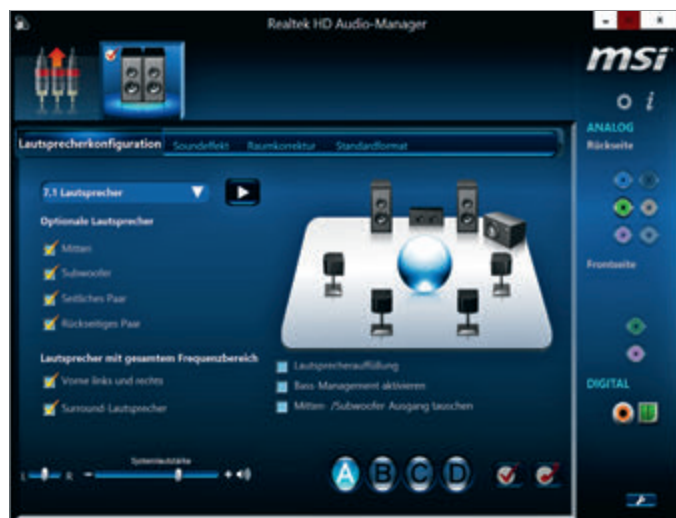 Realtek HD Audio-Manager
msi
i
ANALOG
Rückseite
Lautsprecherkonfiguration
Soundeffekt
Raumkorrektur
Standardformat
7.1 Lautsprecher
Optionale Lautsprecher
Mitten
Subwoofer
Seitliches Paar
Rückseitiges Paar
Frontseite
Lautsprecher mit gesamtem Frequenzbereich
Vorne links und rechts
Surround-Lautsprecher
Lautsprecherauffüllung
Bass-Management aktivieren
Mitten- /Subwoofer-Ausgang tauschen
DIGITAL
Systemlautstärke
L
R
A
B
C
D